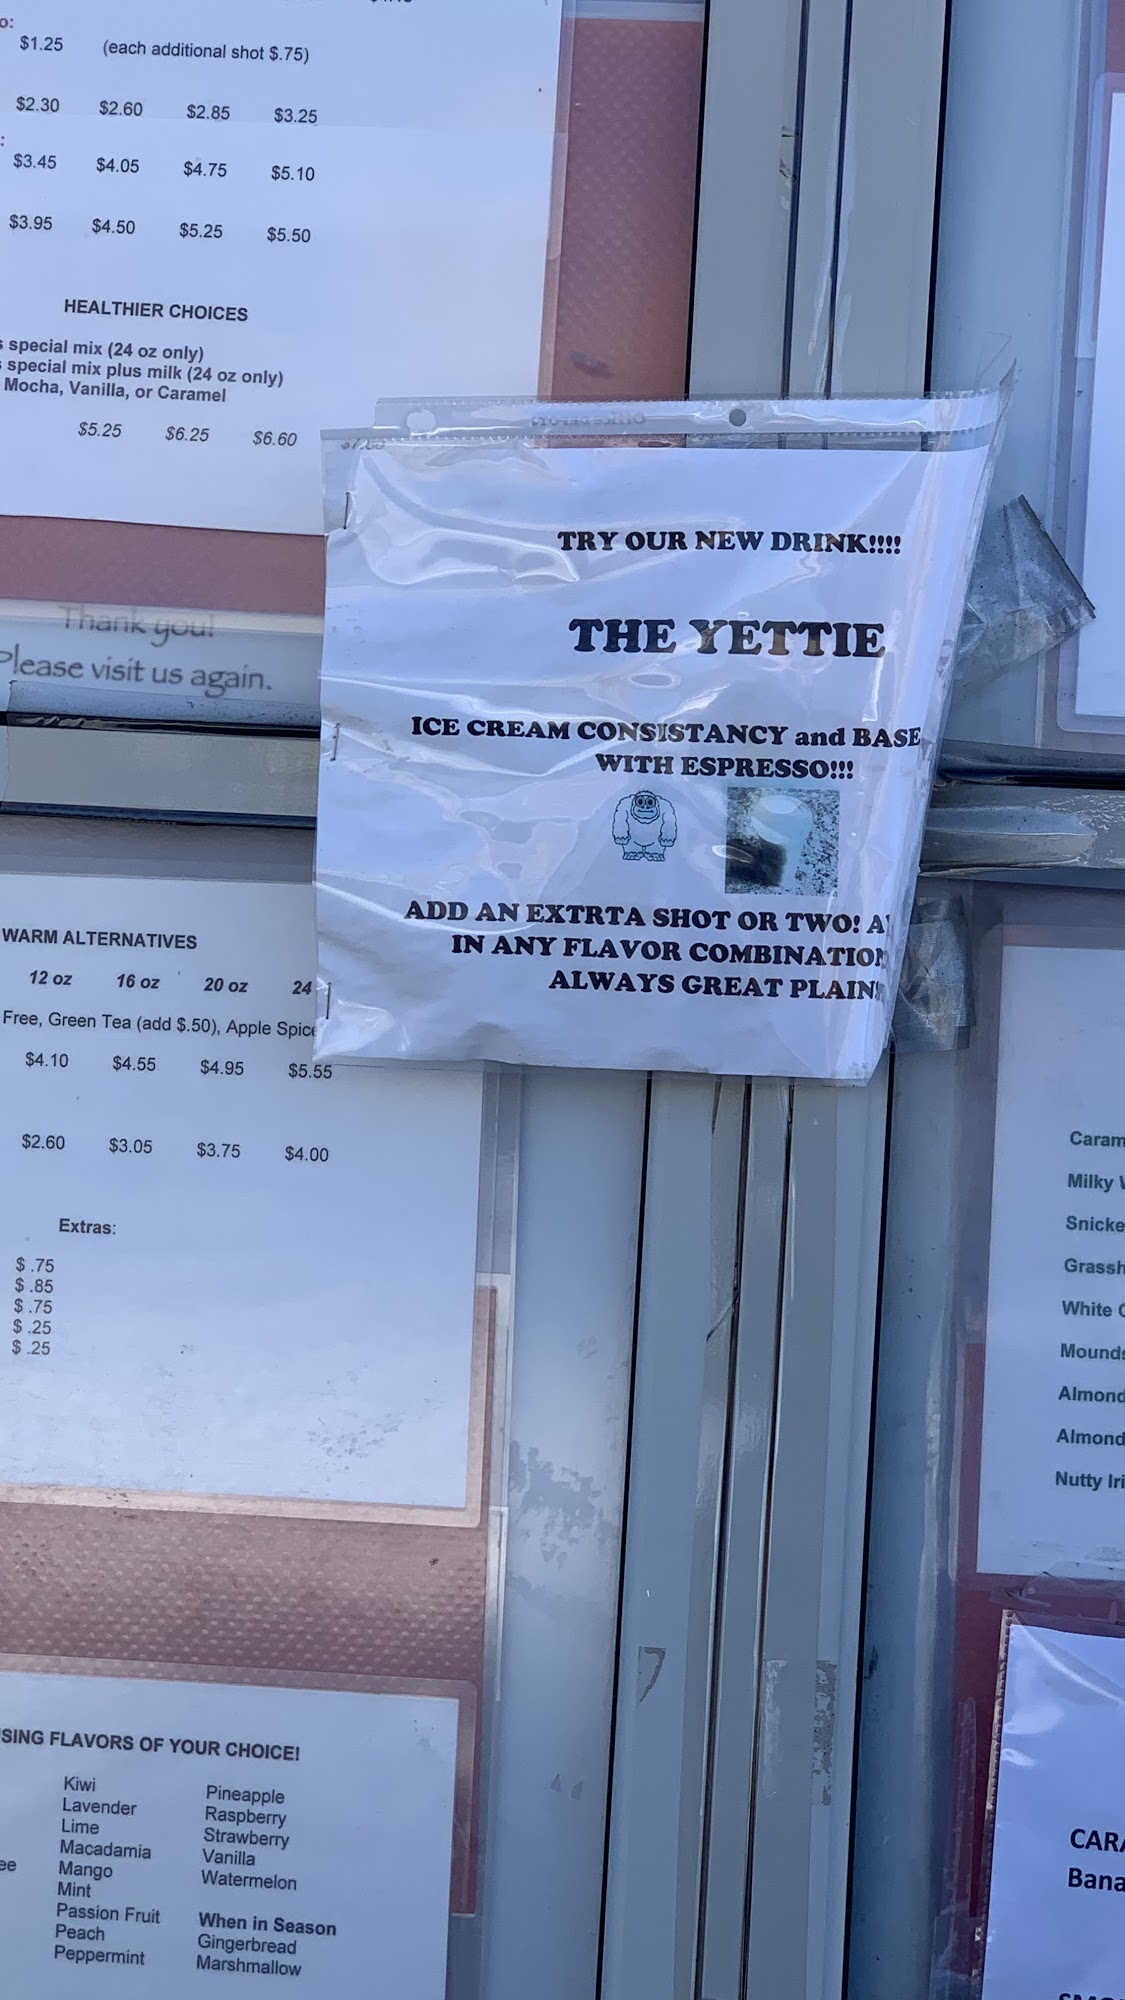 $1.25 (each additional shot $.75)
$2.30 $2.60 $2.85 $3.25
$3.45 $4.05 $4.75 $5.10
$3.95 $4.50 $5.25 $5.50
HEALTHIER CHOICES
special mix (24 oz only)
special mix plus milk (24 oz only)
Mocha, Vanilla, or Caramel
$5.25 $6.25 $6.60
Thank you!
Please visit us again.
TRY OUR NEW DRINK!!!!
THE YETTIE
ICE CREAM CONSISTANCY and BASE
WITH ESPRESSO!!!
ADD AN EXTRTA SHOT OR TWO!
IN ANY FLAVOR COMBINATION
ALWAYS GREAT PLAIN!
WARM ALTERNATIVES
12 oz 16 oz 20 oz 24
Free, Green Tea (add $.50), Apple Spice
$4.10 $4.55 $4.95 $5.55
$2.60 $3.05 $3.75 $4.00
Extras:
$ .75
$ .85
$ .75
$ .25
$ .25
SING FLAVORS OF YOUR CHOICE!
Kiwi
Lavender
Lime
Macadamia
Mango
Mint
Passion Fruit
Peach
Peppermint
Pineapple
Raspberry
Strawberry
Vanilla
Watermelon
When in Season
Gingerbread
Marshmallow
Caram
Milky
Snicke
Grassh
White
Mounds
Almond
Almond
Nutty Iri
CARA
Bana